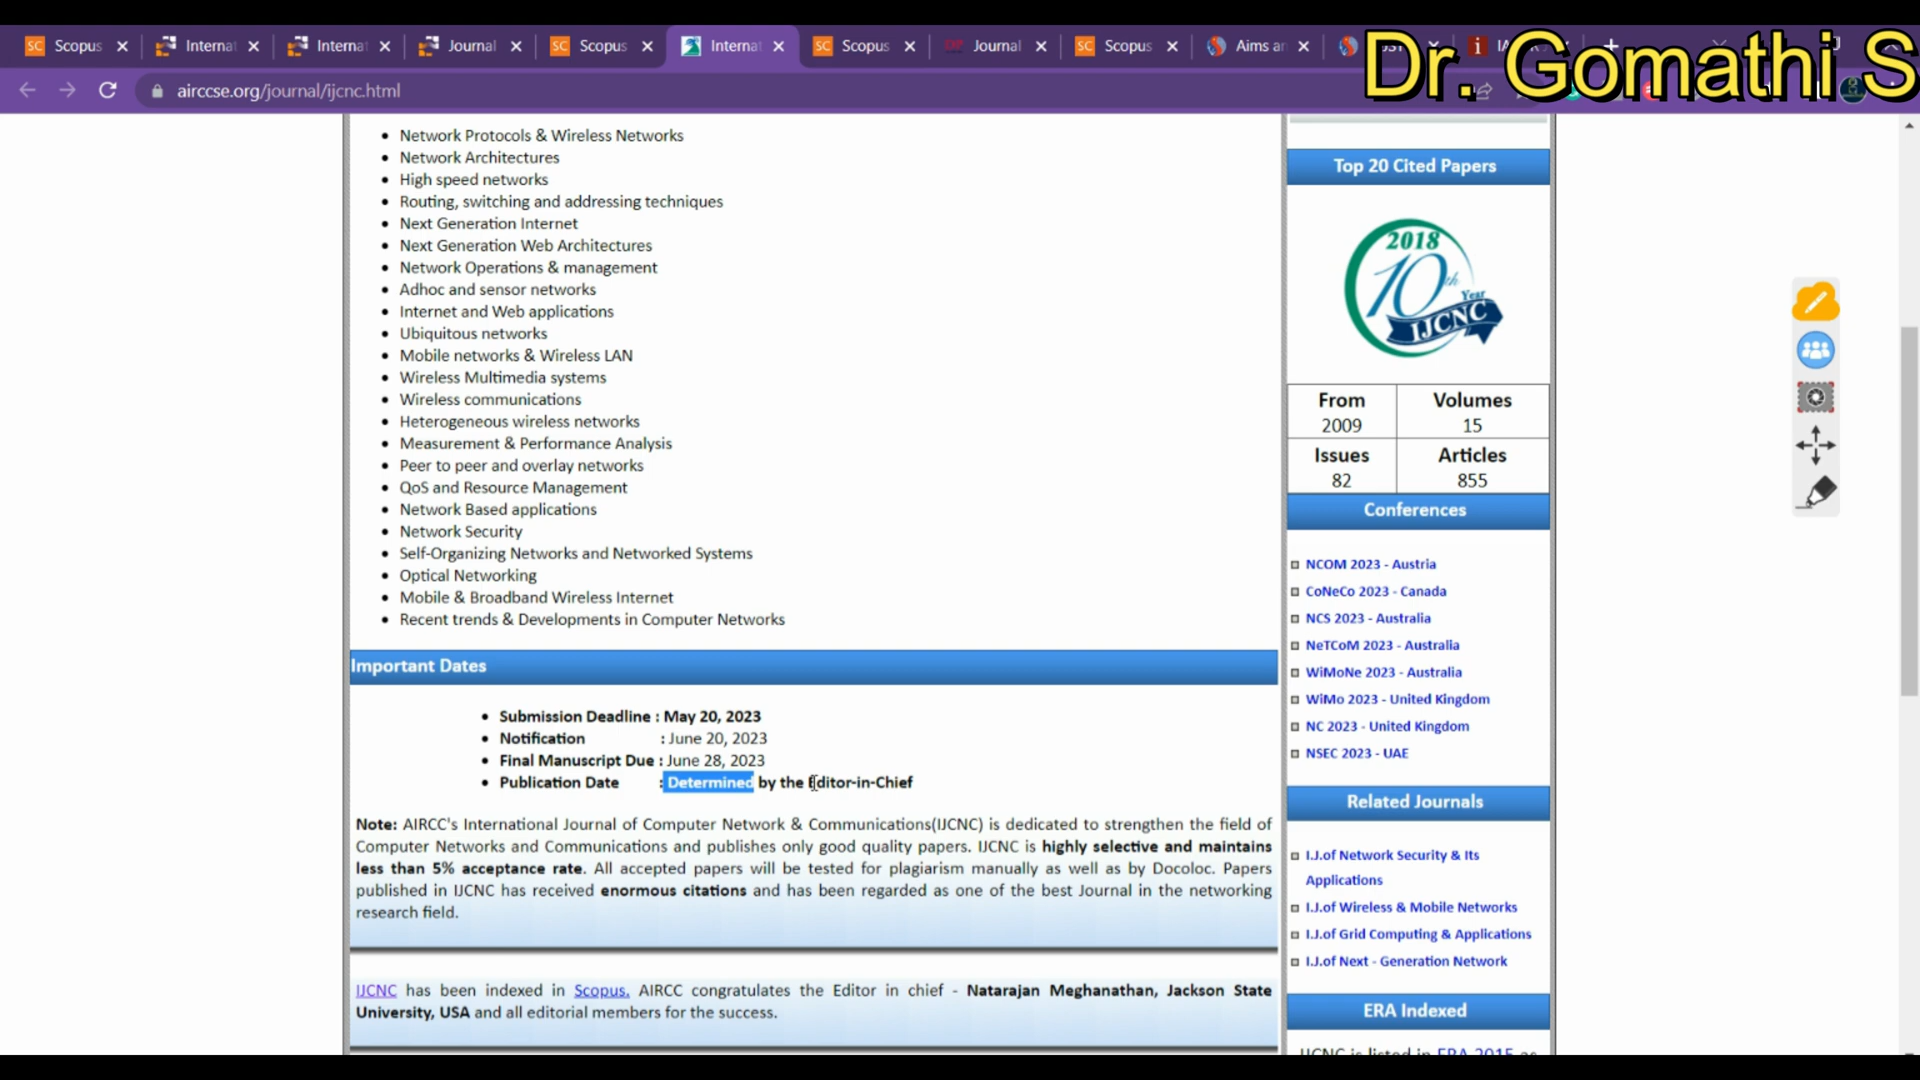 Scopus
Internat
Internat
Journal
Scopus
Internat
Scopus
Journal
Scopus
Aims an
Dr. Gomathi S
airccse.org/journal/ijcnc.html
Network Protocols & Wireless Networks
Network Architectures
High speed networks
Routing, switching and addressing techniques
Next Generation Internet
Next Generation Web Architectures
Network Operations & management
Adhoc and sensor networks
Internet and Web applications
Ubiquitous networks
Mobile networks & Wireless LAN
Wireless Multimedia systems
Wireless communications
Heterogeneous wireless networks
Measurement & Performance Analysis
Peer to peer and overlay networks
QoS and Resource Management
Network Based applications
Network Security
Self-Organizing Networks and Networked Systems
Optical Networking
Mobile & Broadband Wireless Internet
Recent trends & Developments in Computer Networks
Important Dates
Submission Deadline : May 20, 2023
Notification : June 20, 2023
Final Manuscript Due : June 28, 2023
Publication Date : Determined by the Editor-in-Chief
Note: AIRCC's International Journal of Computer Network & Communications(IJCNC) is dedicated to strengthen the field of
Computer Networks and Communications and publishes only good quality papers. IJCNC is highly selective and maintains
less than 5% acceptance rate. All accepted papers will be tested for plagiarism manually as well as by Docoloc. Papers
published in IJCNC has received enormous citations and has been regarded as one of the best Journal in the networking
research field.
IJCNC has been indexed in Scopus. AIRCC congratulates the Editor in chief - Natarajan Meghanathan, Jackson State
University, USA and all editorial members for the success.
Top 20 Cited Papers
2018
10th
Year
IJCNC
From Volumes
2009 15
Issues Articles
82 855
Conferences
NCOM 2023 - Austria
CoNeCo 2023 - Canada
NCS 2023 - Australia
NeTCoM 2023 - Australia
WiMoNe 2023 - Australia
WiMo 2023 - United Kingdom
NC 2023 - United Kingdom
NSEC 2023 - UAE
Related Journals
I.J.of Network Security & Its
Applications
I.J.of Wireless & Mobile Networks
I.J.of Grid Computing & Applications
I.J.of Next - Generation Network
ERA Indexed
IJCNC is listed in ERA 2015 as